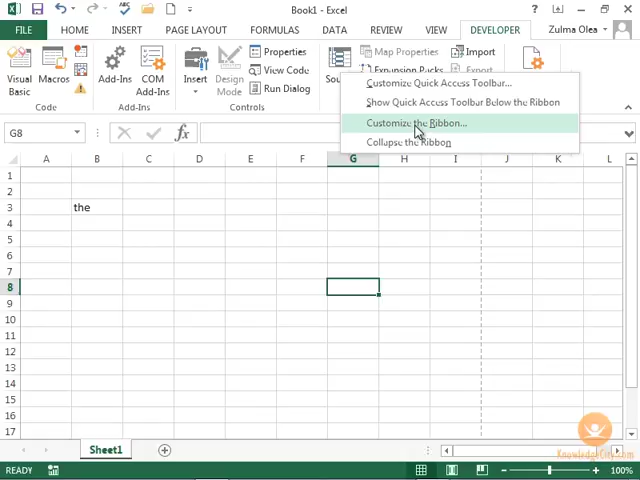 Book1 - Excel
FILE HOME INSERT PAGE LAYOUT FORMULAS DATA REVIEW VIEW DEVELOPER Zulma Olea
Visual Basic
Macros
Code
Add-Ins
COM Add-Ins
Add-Ins
Insert
Design Mode
Properties
View Code
Run Dialog
Controls
Map Properties
Import
Expansion Packs
Export
Customize Quick Access Toolbar...
Show Quick Access Toolbar Below the Ribbon
Customize the Ribbon...
Collapse the Ribbon
G8
fx
A B C D E F G H I J K L
1
2
3 the
4
5
6
7
8
9
10
11
12
13
14
15
16
17
Sheet1
KnowledgeCity.com
READY
100%